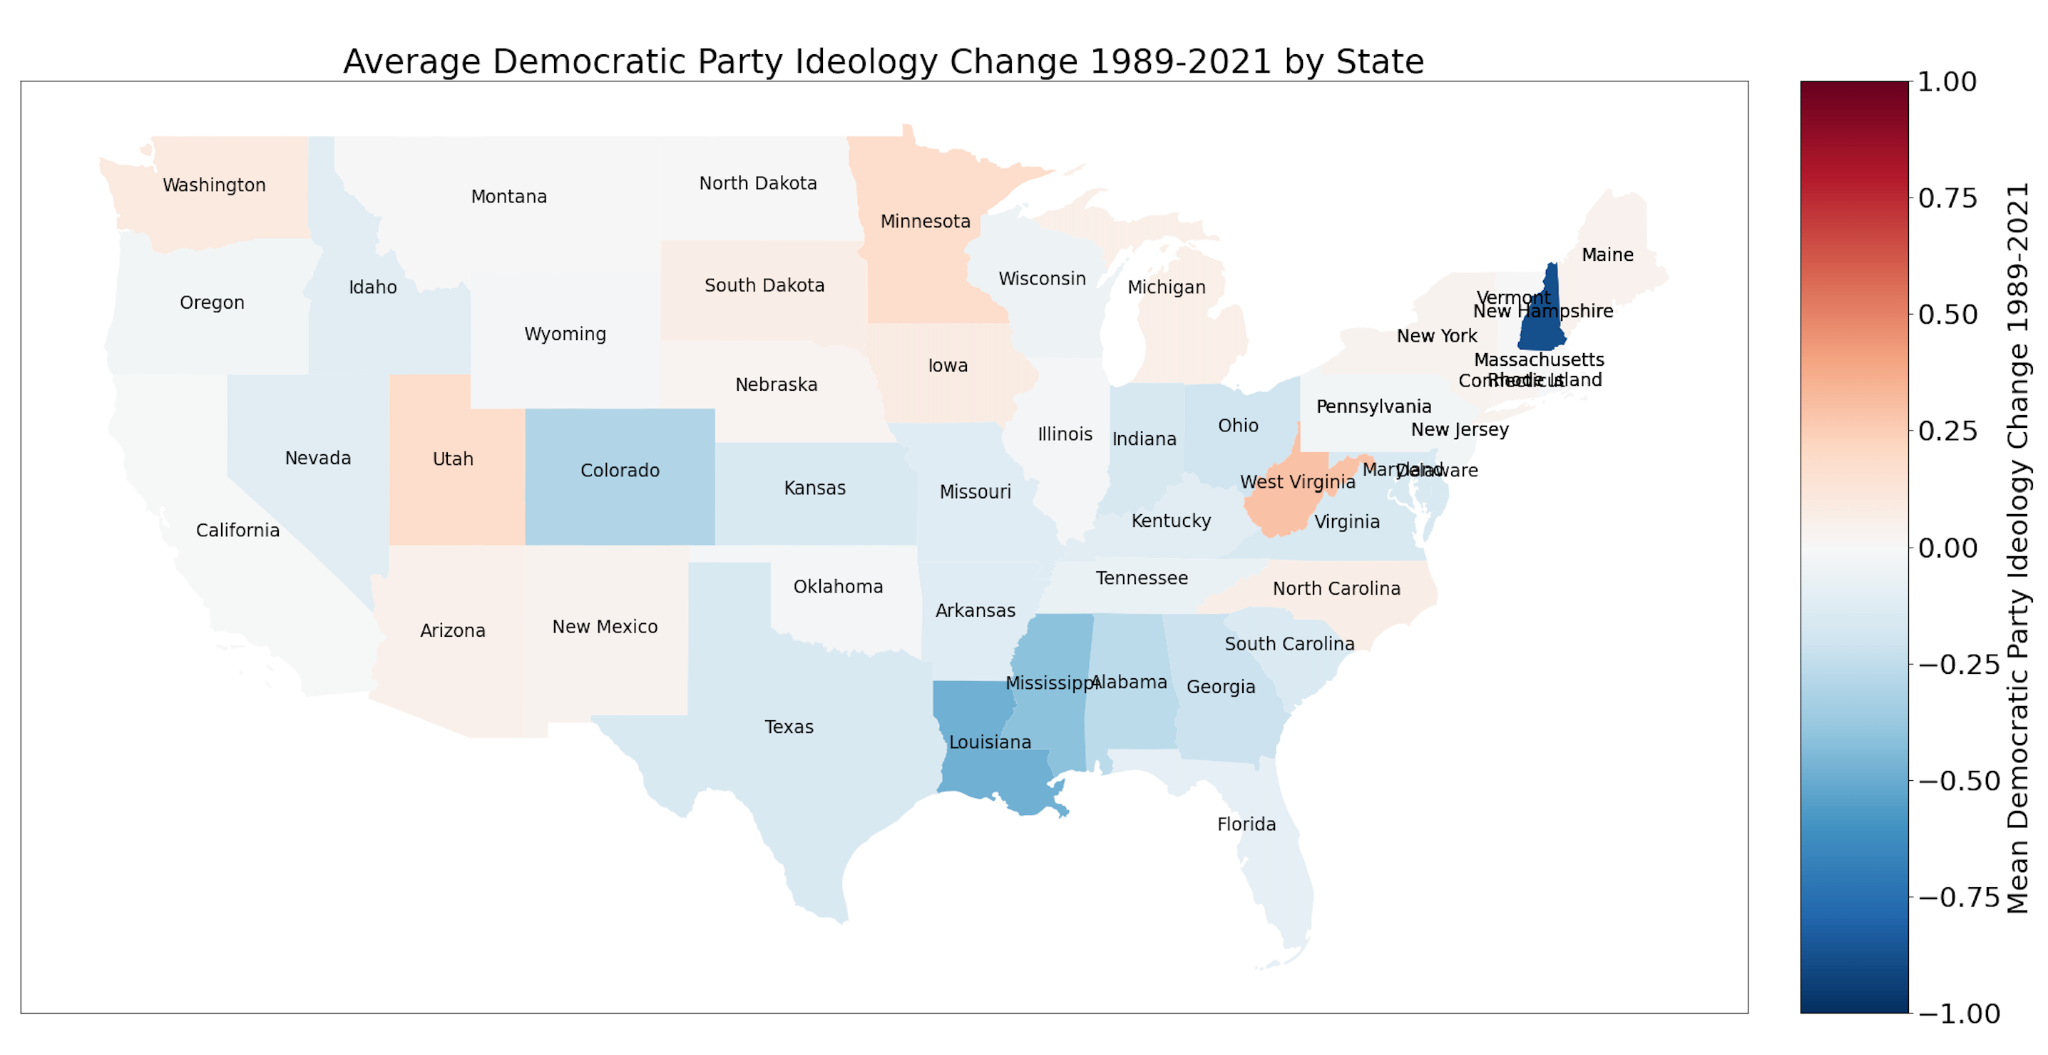 Average Democratic Party Ideology Change 1989-2021 by State
Washington
Montana
North Dakota
Minnesota
Oregon
Idaho
Wyoming
South Dakota
Wisconsin
Michigan
Maine
Vermont
New Hampshire
New York
Massachusetts
Connecticut
Rhode Island
Nebraska
Iowa
Pennsylvania
New Jersey
Nevada
Utah
Colorado
Kansas
Missouri
Illinois
Indiana
Ohio
West Virginia
Maryland
Delaware
Virginia
Kentucky
California
Arizona
New Mexico
Oklahoma
Arkansas
Tennessee
North Carolina
South Carolina
Texas
Louisiana
Mississippi
Alabama
Georgia
Florida
1.00
0.75
0.50
0.25
0.00
−0.25
−0.50
−0.75
−1.00
Mean Democratic Party Ideology Change 1989-2021